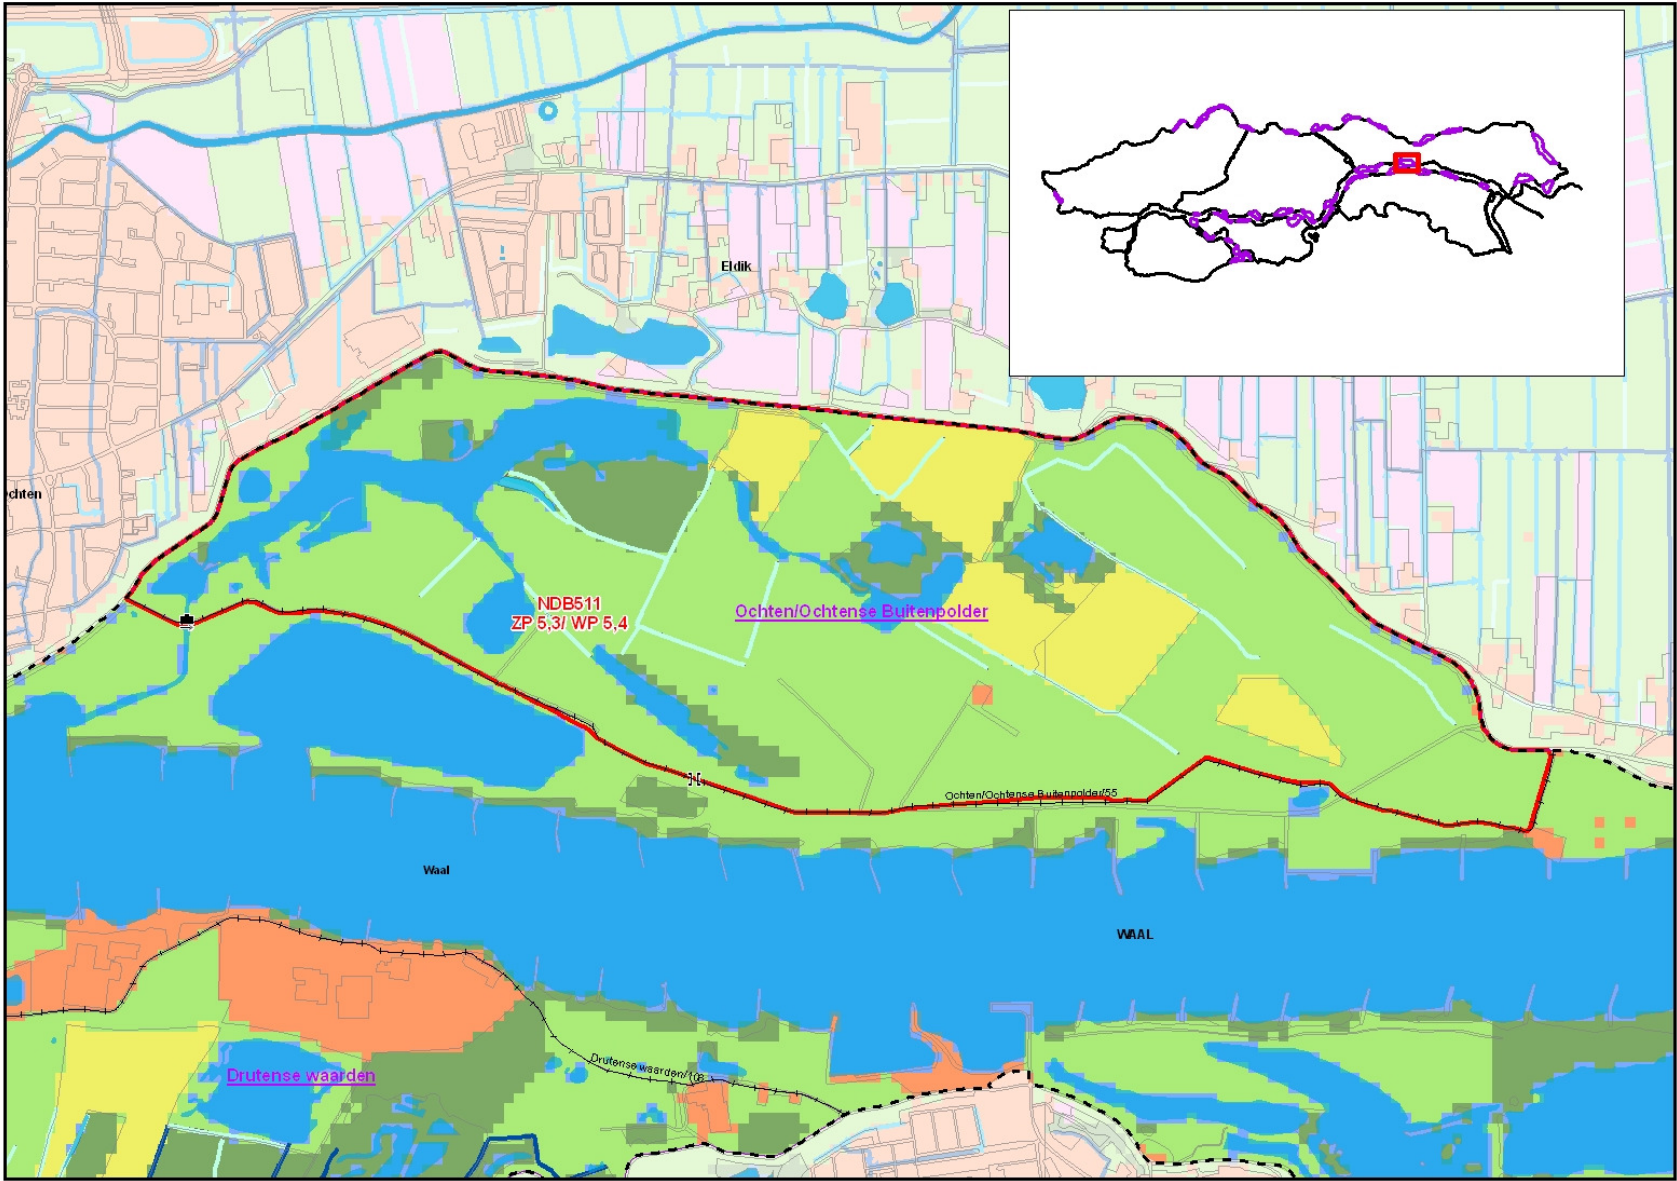 Eldik
chten
NDB511
ZP 5,3/ WP 5,4
Ochten/Ochtense Buitenpolder
Ochten/Ochtense Buitenpolder/55
Waal
WAAL
Drutense waarden/106
Drutense waarden